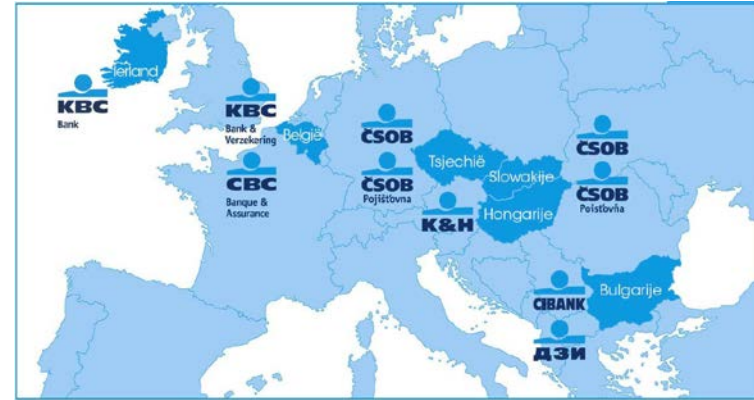 Ierland
KBC
Bank
KBC
Bank &
Verzekering
België
CBC
Banque &
Assurance
ČSOB
ČSOB
Pojišťovna
Tsjechië
Slowakije
Hongarije
K&H
ČSOB
ČSOB
Poisťovňa
CIBANK
Bulgarije
ДЗИ